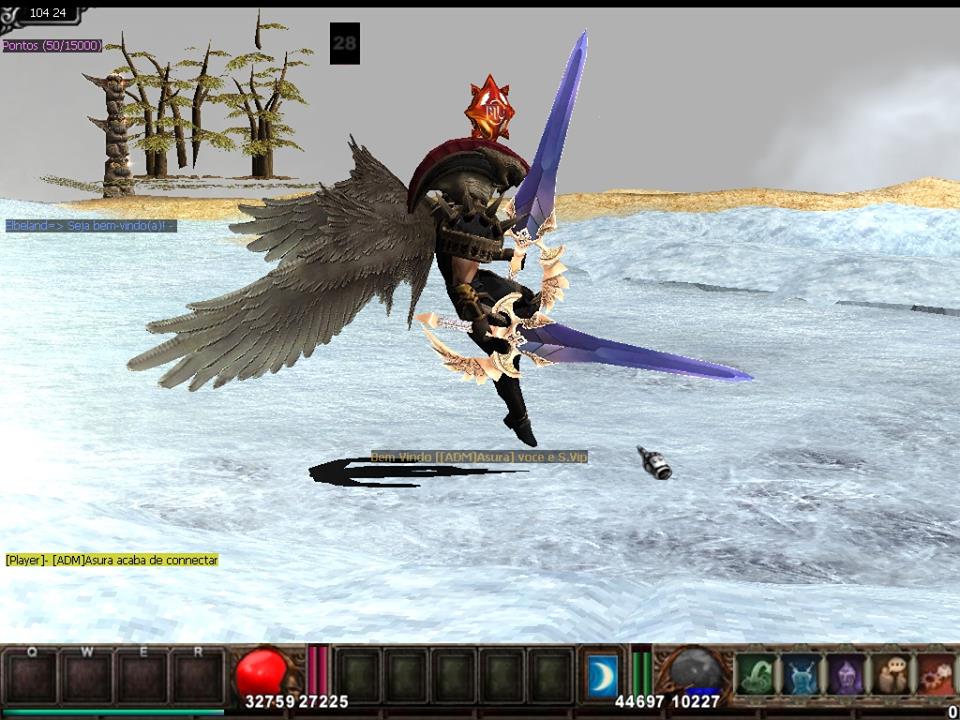 104 24
Pontos (50/15000)
28
Elbeland=> Seja bem-vindo(a)! -
Bem Vindo [[ADM]Asura] voce e S.Vip
[Player]- [ADM]Asura acaba de connectar
Q W E R
32759 27225 44697 10227
0